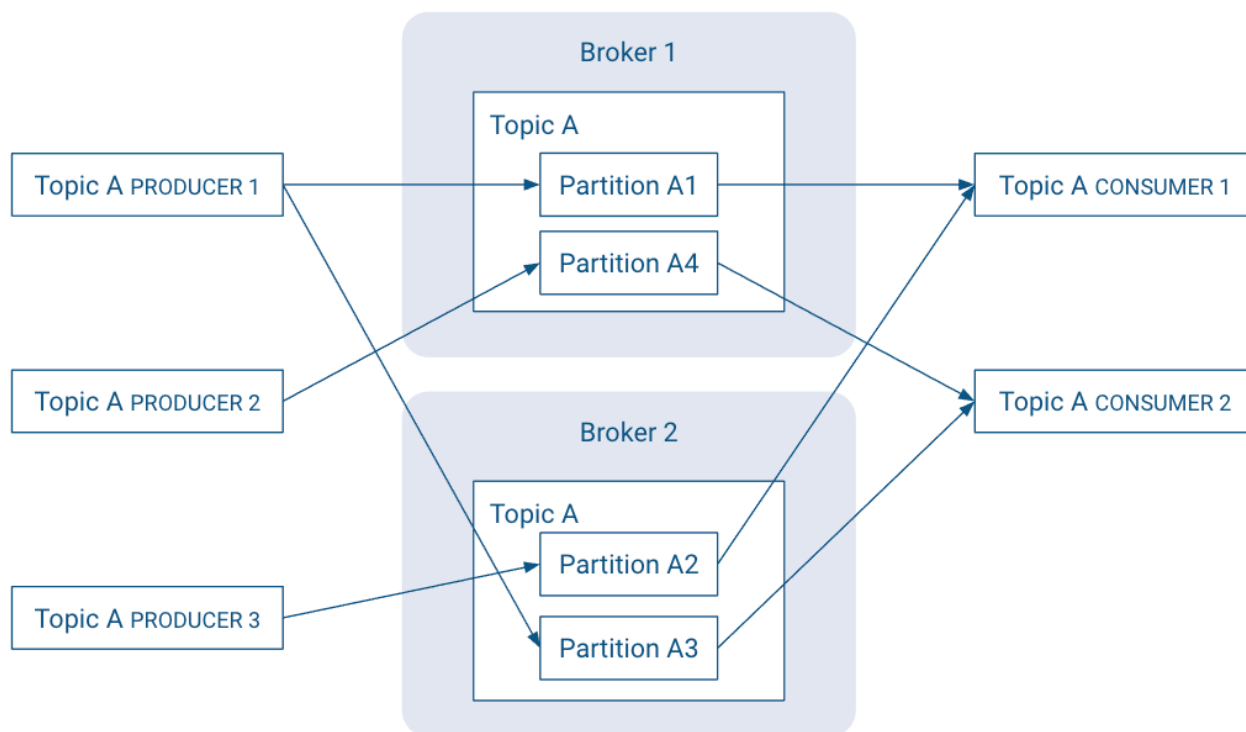 Broker 1
Topic A
Topic A PRODUCER 1
Partition A1
Topic A CONSUMER 1
Partition A4
Topic A PRODUCER 2
Topic A CONSUMER 2
Broker 2
Topic A
Partition A2
Topic A PRODUCER 3
Partition A3